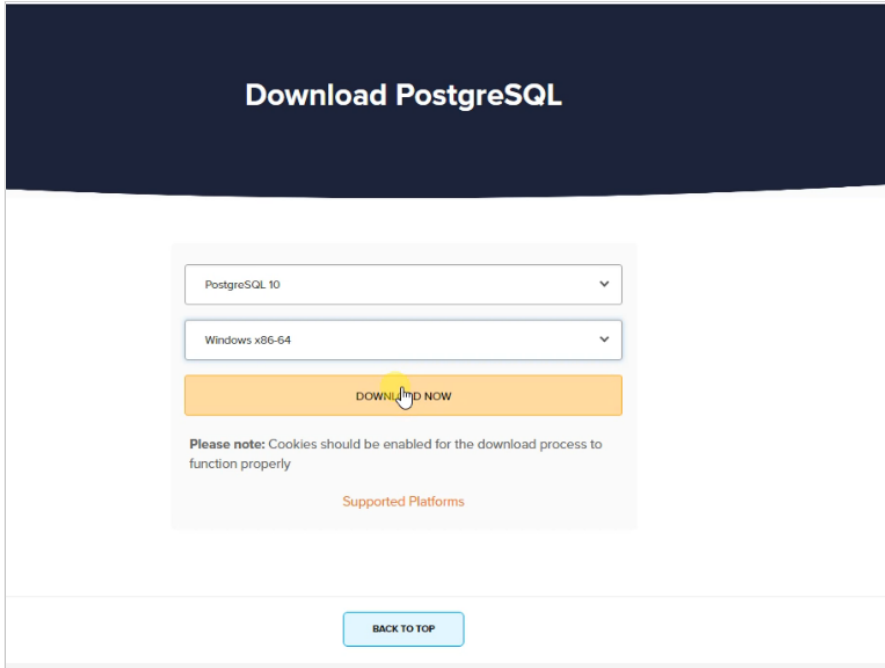 Download PostgreSQL
PostgreSQL 10
Windows x86-64
DOWNLOAD NOW
Please note: Cookies should be enabled for the download process to
function properly
Supported Platforms
BACK TO TOP